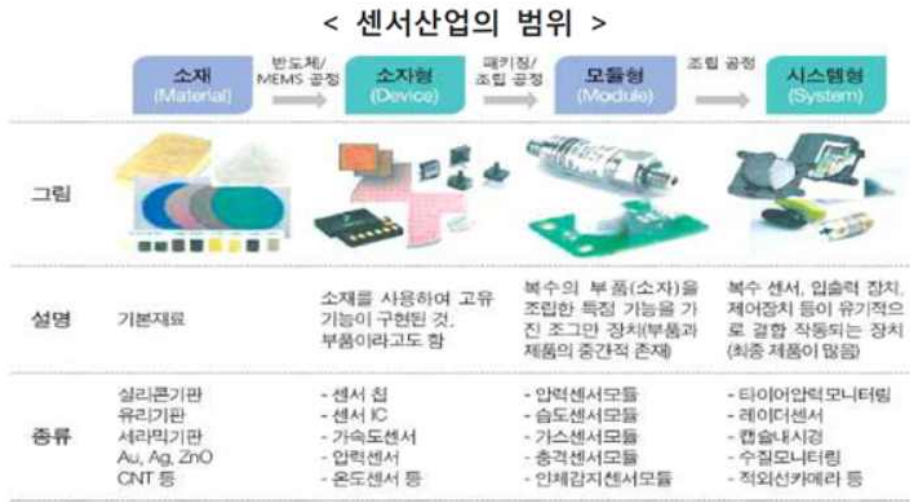 < 센서산업의 범위 >
소재
(Material)
반도체/
MEMS 공정
소자형
(Device)
패키징/
조립 공정
모듈형
(Module)
조립 공정
시스템형
(System)
그림
설명
기본재료
소재를 사용하여 고유
기능이 구현된 것,
부품이라고도 함
복수의 부품(소자)을
조립한 특정 기능을 가
진 조그만 장치(부품과
제품의 중간적 존재)
복수 센서, 입출력 장치,
제어장치 등이 유기적으
로 결합 작동되는 장치
(최종 제품이 많음)
종류
실리콘기판
유리기판
세라믹기판
Au, Ag, ZnO
CNT 등
- 센서 칩
- 센서 IC
- 가속도센서
- 압력센서
- 온도센서 등
- 압력센서모듈
- 습도센서모듈
- 가스센서모듈
- 충격센서모듈
- 인체감지센서모듈
- 타이어압력모니터링
- 레이더센서
- 캡슐내시경
- 수질모니터링
- 적외선카메라 등